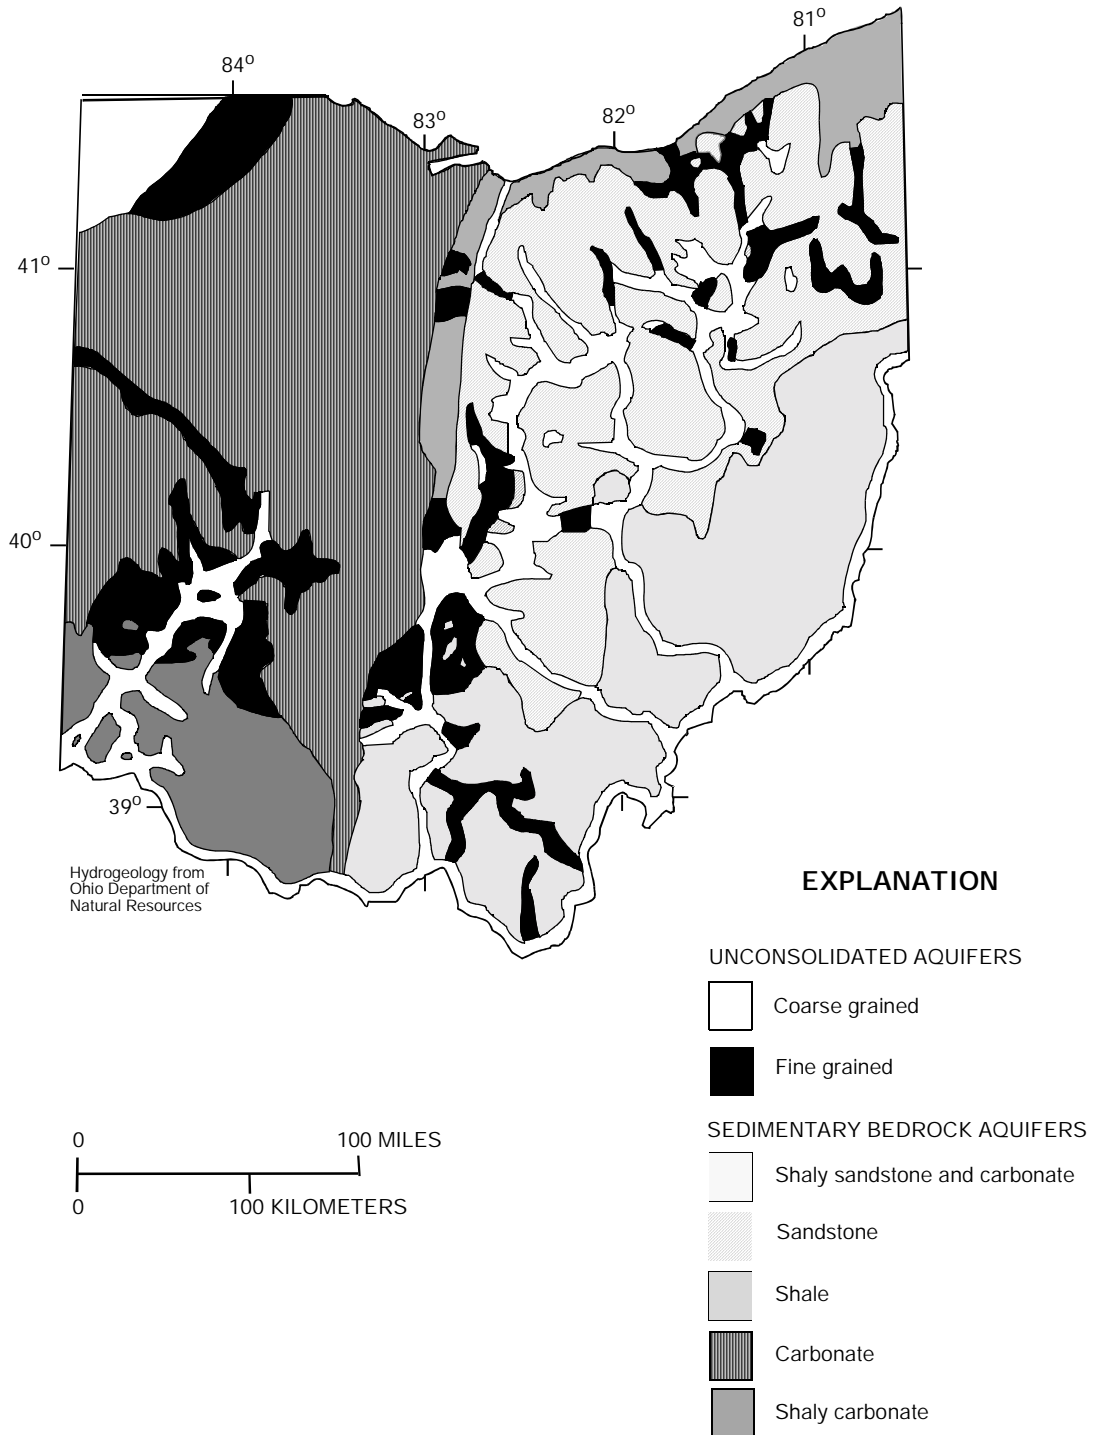 81°
84°
83°
82°
41°
40°
39°
Hydrogeology from
Ohio Department of
Natural Resources
EXPLANATION
UNCONSOLIDATED AQUIFERS
Coarse grained
Fine grained
SEDIMENTARY BEDROCK AQUIFERS
Shaly sandstone and carbonate
Sandstone
Shale
Carbonate
Shaly carbonate
0 100 MILES
0 100 KILOMETERS